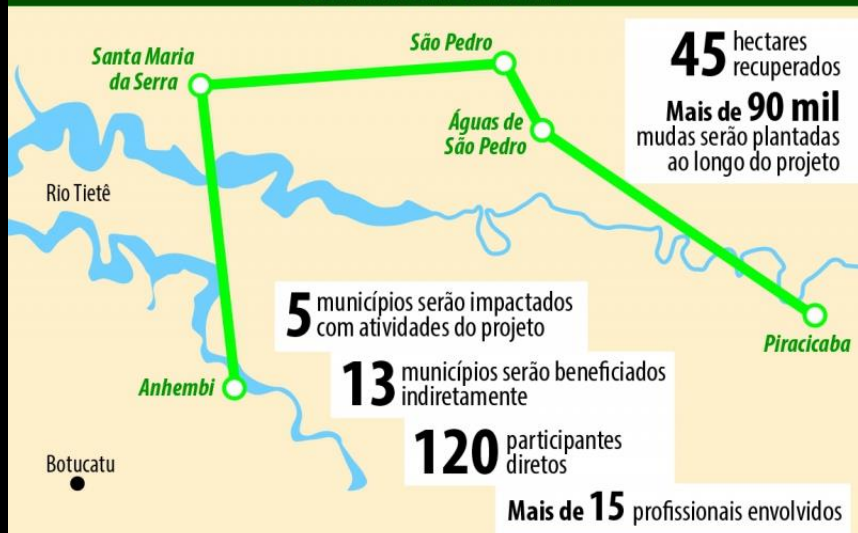 Santa Maria
da Serra
São Pedro
45 hectares
recuperados
Mais de 90 mil
mudas serão plantadas
ao longo do projeto
Águas de
São Pedro
Rio Tietê
5 municípios serão impactados
com atividades do projeto
Piracicaba
13 municípios serão beneficiados
indiretamente
Anhembi
120 participantes
diretos
Botucatu
Mais de 15 profissionais envolvidos